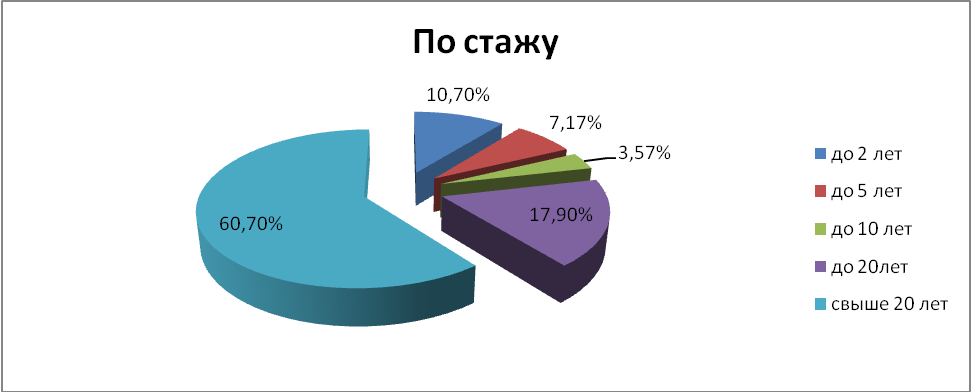 По стажу
10,70%
7,17%
3,57%
17,90%
60,70%
до 2 лет
до 5 лет
до 10 лет
до 20лет
свыше 20 лет